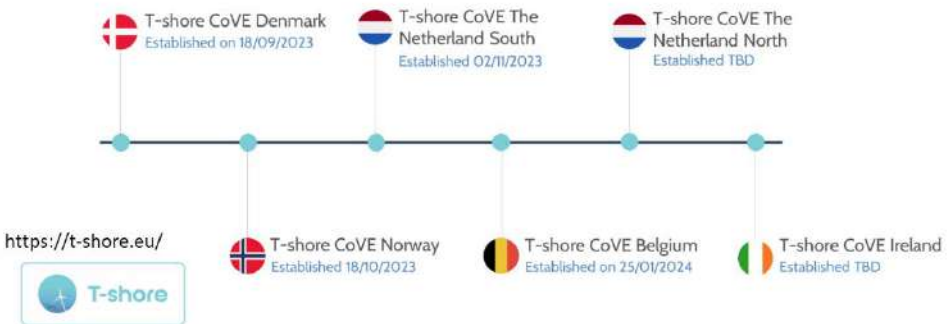 T-shore CoVE Denmark
Established on 18/09/2023
T-shore CoVE The
Netherland South
Established 02/11/2023
T-shore CoVE The
Netherland North
Established TBD
https://t-shore.eu/
T-shore CoVE Norway
Established 18/10/2023
T-shore CoVE Belgium
Established on 25/01/2024
T-shore CoVE Ireland
Established TBD
T-shore